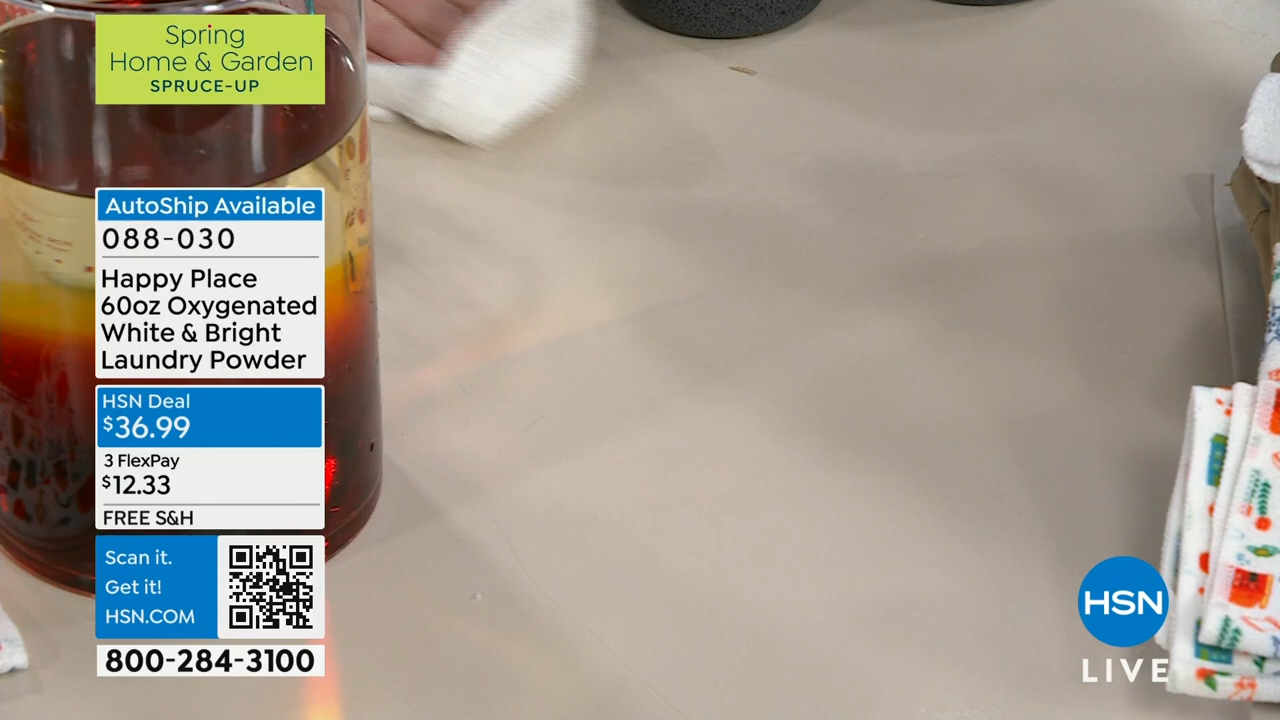 Spring
Home & Garden
SPRUCE-UP
AutoShip Available
088-030
Happy Place
60oz Oxygenated
White & Bright
Laundry Powder
HSN Deal
$36.99
3 FlexPay
$12.33
FREE S&H
Scan it.
Get it!
HSN.COM
800-284-3100
HSN
LIVE